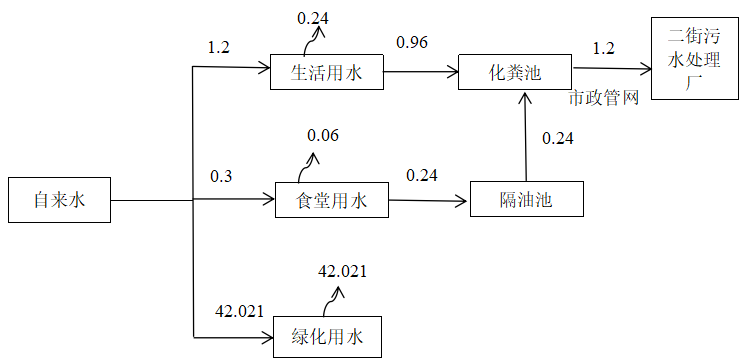 0.24
1.2
生活用水
0.96
化粪池
1.2
市政管网
二街污
水处理
厂
0.06
0.24
自来水
0.3
食堂用水
0.24
隔油池
42.021
42.021
绿化用水